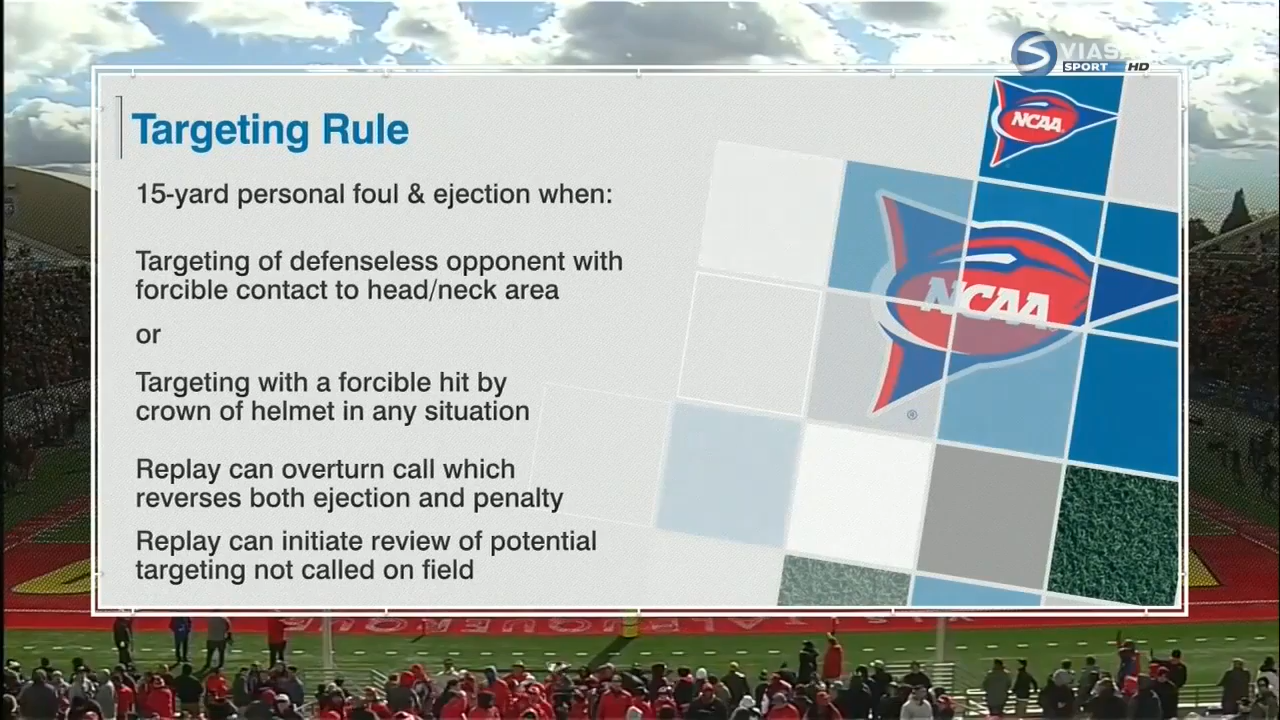 VIAS
SPORT HD
NCAA
Targeting Rule
15-yard personal foul & ejection when:
Targeting of defenseless opponent with
forcible contact to head/neck area
or
Targeting with a forcible hit by
crown of helmet in any situation
Replay can overturn call which
reverses both ejection and penalty
Replay can initiate review of potential
targeting not called on field
NCAA
®